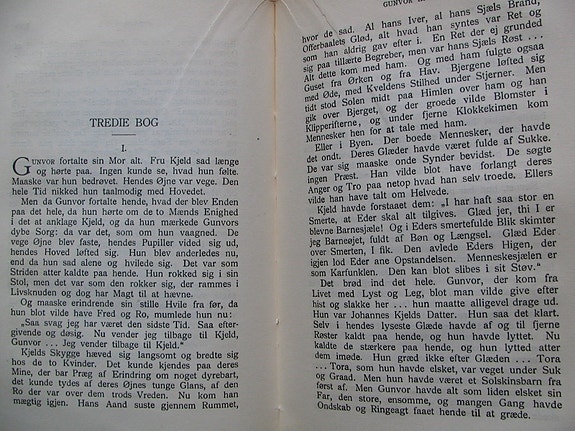 TREDIE BOG
I.
GUNVOR fortalte sin Mor alt. Fru Kjeld sad længe
og hørte paa. Ingen kunde se, hvad hun følte.
Maaske var hun bedrøvet. Hendes Øjne var vege. Den
hele Tid nikked hun taalmodig med Hovedet.
Men da Gunvor fortalte hende, hvad der blev Enden
paa det hele, da hun hørte om de to Mænds Enighed
i det at anklage Kjeld, og da hun mærkede Gunvors
dybe Sorg: da var det, som om hun vaagned. De
vege Øjne blev faste, hendes Pupiller vided sig ud,
hendes Hoved løfted sig. Hun blev anderledes nu,
end da hun sad alene og hvilede sig. Det var som
Striden atter kaldte paa hende. Hun rokked sig i sin
Stol, men det var som den rokker sig, der rammes i
Livsknuden og dog har Magt til at hævne.
Og maaske erindrende sin stille Hvile fra før, da
hun blot vilde have Fred og Ro, mumlede hun nu:
„Saa svag jeg har været den sidste Tid. Saa efter-
givende og døsig. Nu vender jeg tilbage til Kjeld,
Gunvor . . . Jeg vender tilbage til Kjeld.“
Kjelds Skygge hæved sig langsomt og bredte sig
hos de to Kvinder. Det kunde kjendes paa deres
Mine, der bar Præg af Erindring om noget dyrebart,
det kunde tydes af deres Øjnes tunge Glans, af den
Ro der var over dem trods Vreden. Nu kom han
mægtig igjen. Hans Aand suste gjennem Rummet,
GUNVOR
hvor de sad. Al hans Iver, al hans Sjæls Brand,
Offerbaalets Glød, alt hvad han syntes var Ret og
som han aldrig gav efter i. En Ret der ej grunded
sig paa tillærte Begreber, men var hans Sjæls Røst . . .
Alt dette kom med ham. Og med ham fulgte ogsaa
Guset fra Ørken og fra Hav. Bjergene løfted sig
med Øde, med Kveldens Stilhed under Stjerner. Men
tidt stod Solen midt paa Himlen over ham og han
gik over Bjerget, og der groede vilde Blomster i
Klipperifterne, og under fjerne Klokkekimen kom
Mennesker hen for at tale med ham.
Eller i Byen. Der boede Mennesker, der havde
det ondt. Deres Glæder havde været fulde af Sukke.
De var sig maaske onde Synder bevidst. De søgte
ingen Præst. Han vilde blot have forlangt deres
Anger og Tro paa netop hvad han selv troede. Ellers
vilde han have talt om Helvede.
Kjeld havde forstaaet dem: „I har haft saa stor en
Smerte, at Eder skal alt tilgives. Glæd jer, thi I er
blevne Barnesjæle! Og i Eders smertefulde Blik skimter
jeg Barneøjet, fuldt af Bøn og Længsel. Glæd Eder
over Smerten, I fik. Den avlede Eders Higen, der
igjen lod Eder ane Opstandelsen. Menneskesjælen er
som Karfunklen. Den kan blot slibes i sit Støv.“
Det brød ind det hele. Gunvor, der kom fra
Livet med Lyst og Leg, blot man vilde give efter
hist og slakke her . . . hun maatte alligevel drage ud.
Hun var Johannes Kjelds Datter. Hun saa det klart.
Selv i hendes lyseste Glæde havde af og til fjerne
Røster kaldt paa hende, og hun havde lyttet. Nu
kaldte de stærkere paa hende, og hun lytted atter
dem imøde. Hun græd ikke efter Glæden . . . Tora
. . . Tora, som hun havde elsket, var veget under Suk
og Graad. Men hun havde været et Solskinsbarn fra
først af. Men Gunvor havde alt som liden elsket sin
Far, den store, ensomme, og mangen Gang havde
Ondskab og Ringeagt faaet hende til at græde.